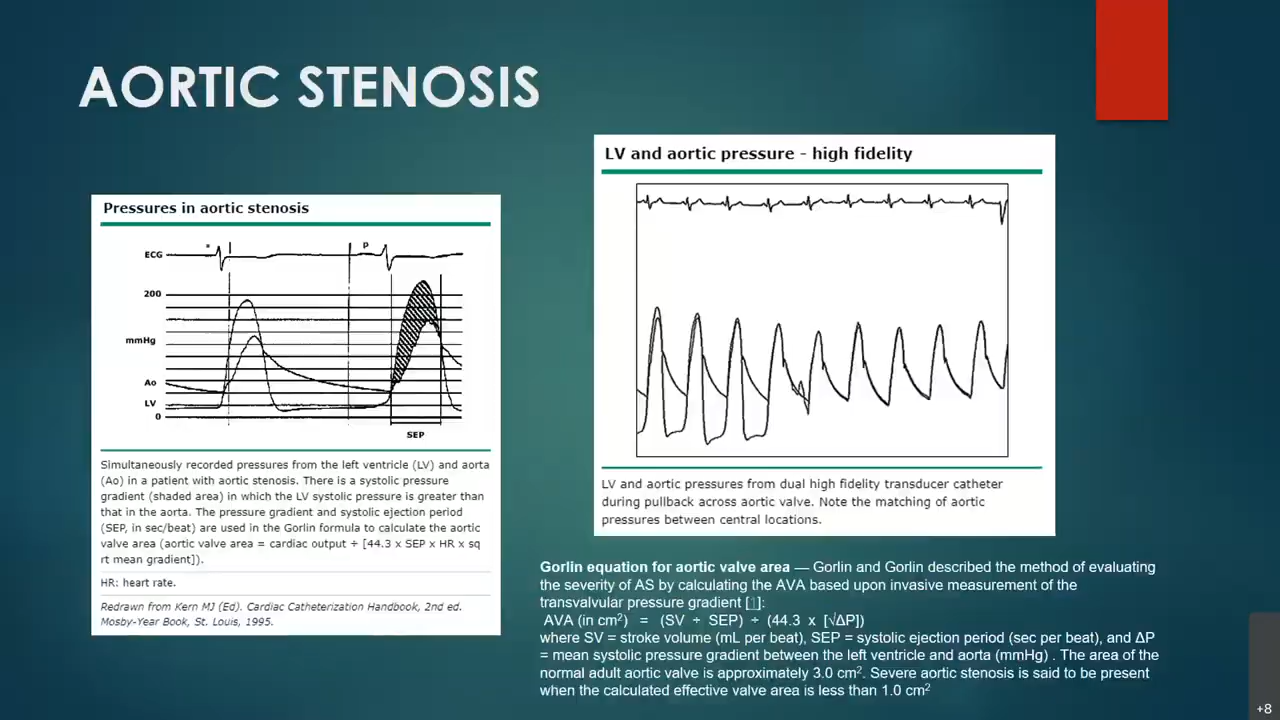 AORTIC STENOSIS
Pressures in aortic stenosis
ECG
P
200
mmHg
Ao
LV
0
SEP
Simultaneously recorded pressures from the left ventricle (LV) and aorta
(Ao) in a patient with aortic stenosis. There is a systolic pressure
gradient (shaded area) in which the LV systolic pressure is greater than
that in the aorta. The pressure gradient and systolic ejection period
(SEP, in sec/beat) are used in the Gorlin formula to calculate the aortic
valve area (aortic valve area = cardiac output ÷ [44.3 x SEP x HR x sq
rt mean gradient]).
HR: heart rate.
Redrawn from Kern MJ (Ed). Cardiac Catheterization Handbook, 2nd ed.
Mosby-Year Book, St. Louis, 1995.
LV and aortic pressure - high fidelity
LV and aortic pressures from dual high fidelity transducer catheter
during pullback across aortic valve. Note the matching of aortic
pressures between central locations.
Gorlin equation for aortic valve area — Gorlin and Gorlin described the method of evaluating
the severity of AS by calculating the AVA based upon invasive measurement of the
transvalvular pressure gradient [1]:
AVA (in cm²) = (SV ÷ SEP) ÷ (44.3 x [√ΔP])
where SV = stroke volume (mL per beat), SEP = systolic ejection period (sec per beat), and ΔP
= mean systolic pressure gradient between the left ventricle and aorta (mmHg) . The area of the
normal adult aortic valve is approximately 3.0 cm². Severe aortic stenosis is said to be present
when the calculated effective valve area is less than 1.0 cm²
+8